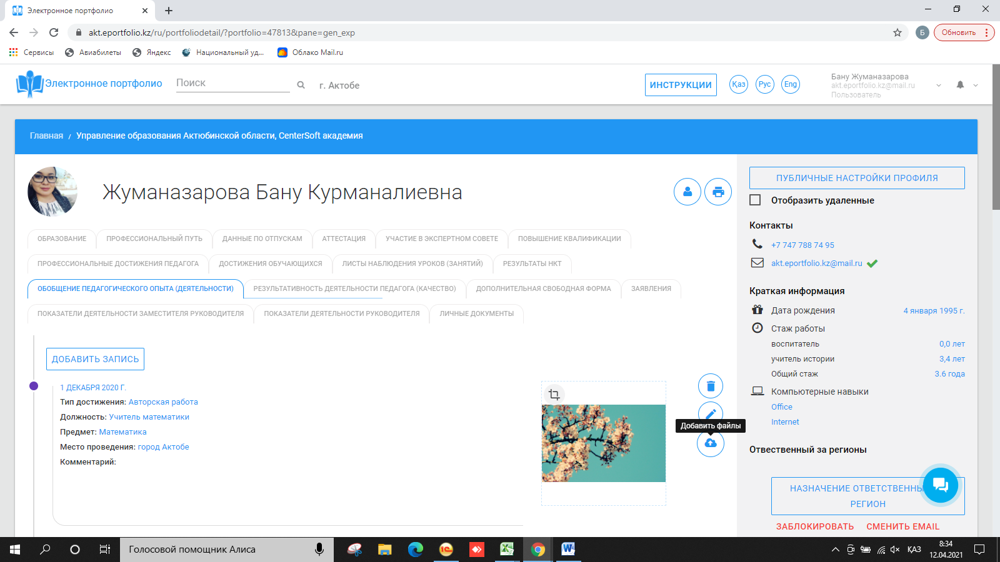 Электронное портфолио
akt.eportfolio.kz/ru/portfoliodetail/?portfolio=47813&pane=gen_exp
Б
Обновить
Сервисы
Авиабилеты
Яндекс
Национальный уд...
Облако Mail.ru
Электронное портфолио
Поиск
г. Актобе
ИНСТРУКЦИИ
Қаз
Рус
Eng
Бану Жуманазарова
akt.eportfolio.kz@mail.ru
Пользователь
Главная / Управление образования Актюбинской области, CenterSoft академия
Жуманазарова Бану Курманалиевна
ОБРАЗОВАНИЕ
ПРОФЕССИОНАЛЬНЫЙ ПУТЬ
ДАННЫЕ ПО ОТПУСКАМ
АТТЕСТАЦИЯ
УЧАСТИЕ В ЭКСПЕРТНОМ СОВЕТЕ
ПОВЫШЕНИЕ КВАЛИФИКАЦИИ
ПРОФЕССИОНАЛЬНЫЕ ДОСТИЖЕНИЯ ПЕДАГОГА
ДОСТИЖЕНИЯ ОБУЧАЮЩИХСЯ
ЛИСТЫ НАБЛЮДЕНИЯ УРОКОВ (ЗАНЯТИЙ)
РЕЗУЛЬТАТЫ НКТ
ОБОБЩЕНИЕ ПЕДАГОГИЧЕСКОГО ОПЫТА (ДЕЯТЕЛЬНОСТИ)
РЕЗУЛЬТАТИВНОСТЬ ДЕЯТЕЛЬНОСТИ ПЕДАГОГА (КАЧЕСТВО)
ДОПОЛНИТЕЛЬНАЯ СВОБОДНАЯ ФОРМА
ЗАЯВЛЕНИЯ
ПОКАЗАТЕЛИ ДЕЯТЕЛЬНОСТИ ЗАМЕСТИТЕЛЯ РУКОВОДИТЕЛЯ
ПОКАЗАТЕЛИ ДЕЯТЕЛЬНОСТИ РУКОВОДИТЕЛЯ
ЛИЧНЫЕ ДОКУМЕНТЫ
ДОБАВИТЬ ЗАПИСЬ
1 ДЕКАБРЯ 2020 Г.
Тип достижения: Авторская работа
Должность: Учитель математики
Предмет: Математика
Место проведения: город Актобе
Комментарий:
Добавить файлы
ПУБЛИЧНЫЕ НАСТРОЙКИ ПРОФИЛЯ
Отобразить удаленные
Контакты
+7 747 788 74 95
akt.eportfolio.kz@mail.ru
Краткая информация
Дата рождения 4 января 1995 г.
Стаж работы
воспитатель 0,0 лет
учитель истории 3,4 лет
Общий стаж 3.6 года
Компьютерные навыки
Office
Internet
Отвественный за регионы
НАЗНАЧЕНИЕ ОТВЕТСТВЕННЫ
РЕГИОН
ЗАБЛОКИРОВАТЬ СМЕНИТЬ EMAIL
Голосовой помощник Алиса
ҚАЗ
8:34
12.04.2021